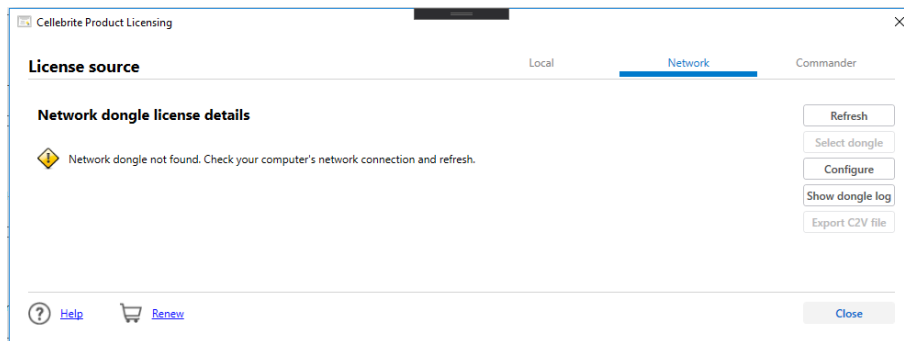 Cellebrite Product Licensing
License source
Local
Network
Commander
Network dongle license details
Network dongle not found. Check your computer's network connection and refresh.
Refresh
Select dongle
Configure
Show dongle log
Export C2V file
Help
Renew
Close